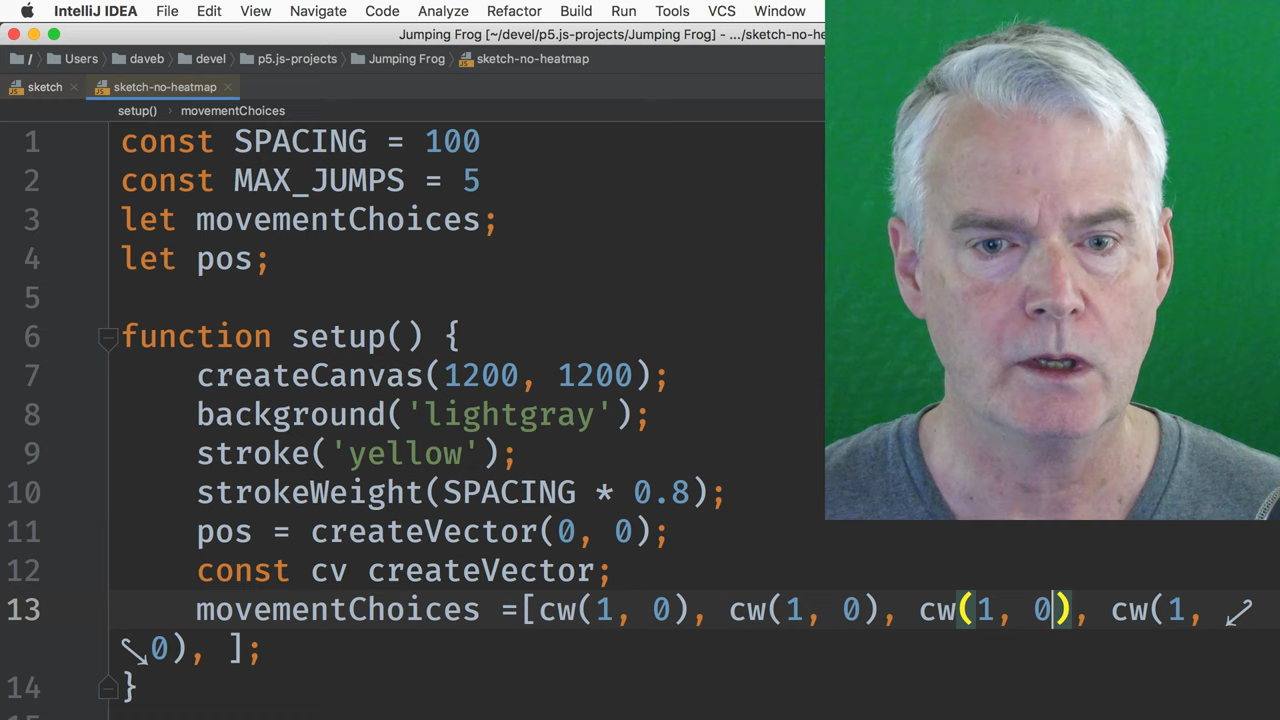 IntelliJ IDEA File Edit View Navigate Code Analyze Refactor Build Run Tools VCS Window
Jumping Frog [~/devel/p5.js-projects/Jumping Frog] - .../sketch-no-he
/ Users daveb devel p5.js-projects Jumping Frog sketch-no-heatmap
sketch sketch-no-heatmap
setup() movementChoices
1 const SPACING = 100
2 const MAX_JUMPS = 5
3 let movementChoices;
4 let pos;
5
6 function setup() {
7 createCanvas(1200, 1200);
8 background('lightgray');
9 stroke('yellow');
10 strokeWeight(SPACING * 0.8);
11 pos = createVector(0, 0);
12 const cv createVector;
13 movementChoices =[cw(1, 0), cw(1, 0), cw(1, 0), cw(1,
0), ];
14 }